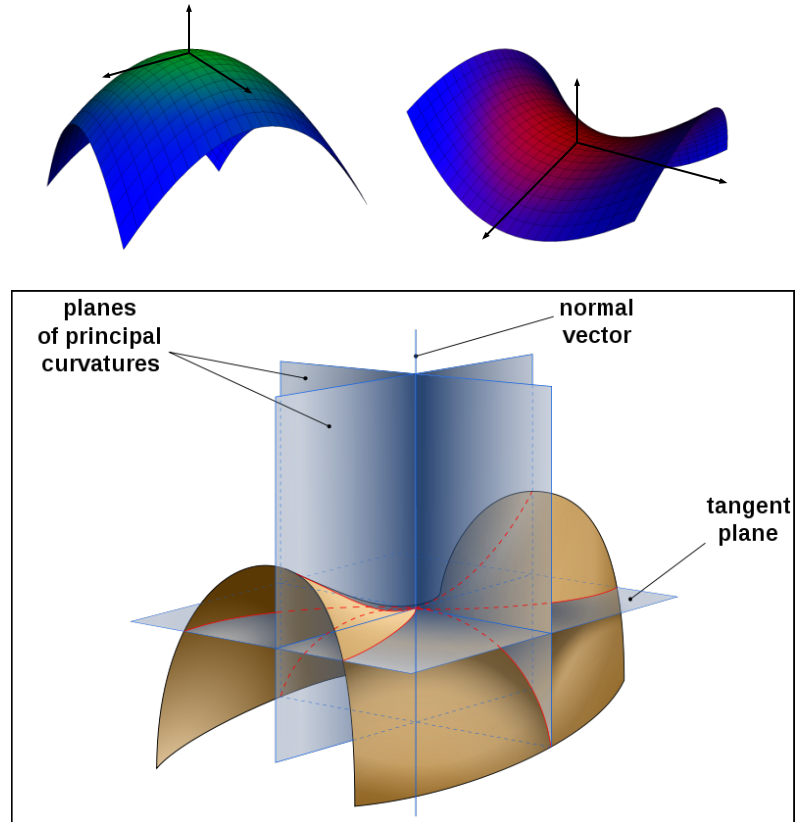 planes
of principal
curvatures
normal
vector
tangent
plane